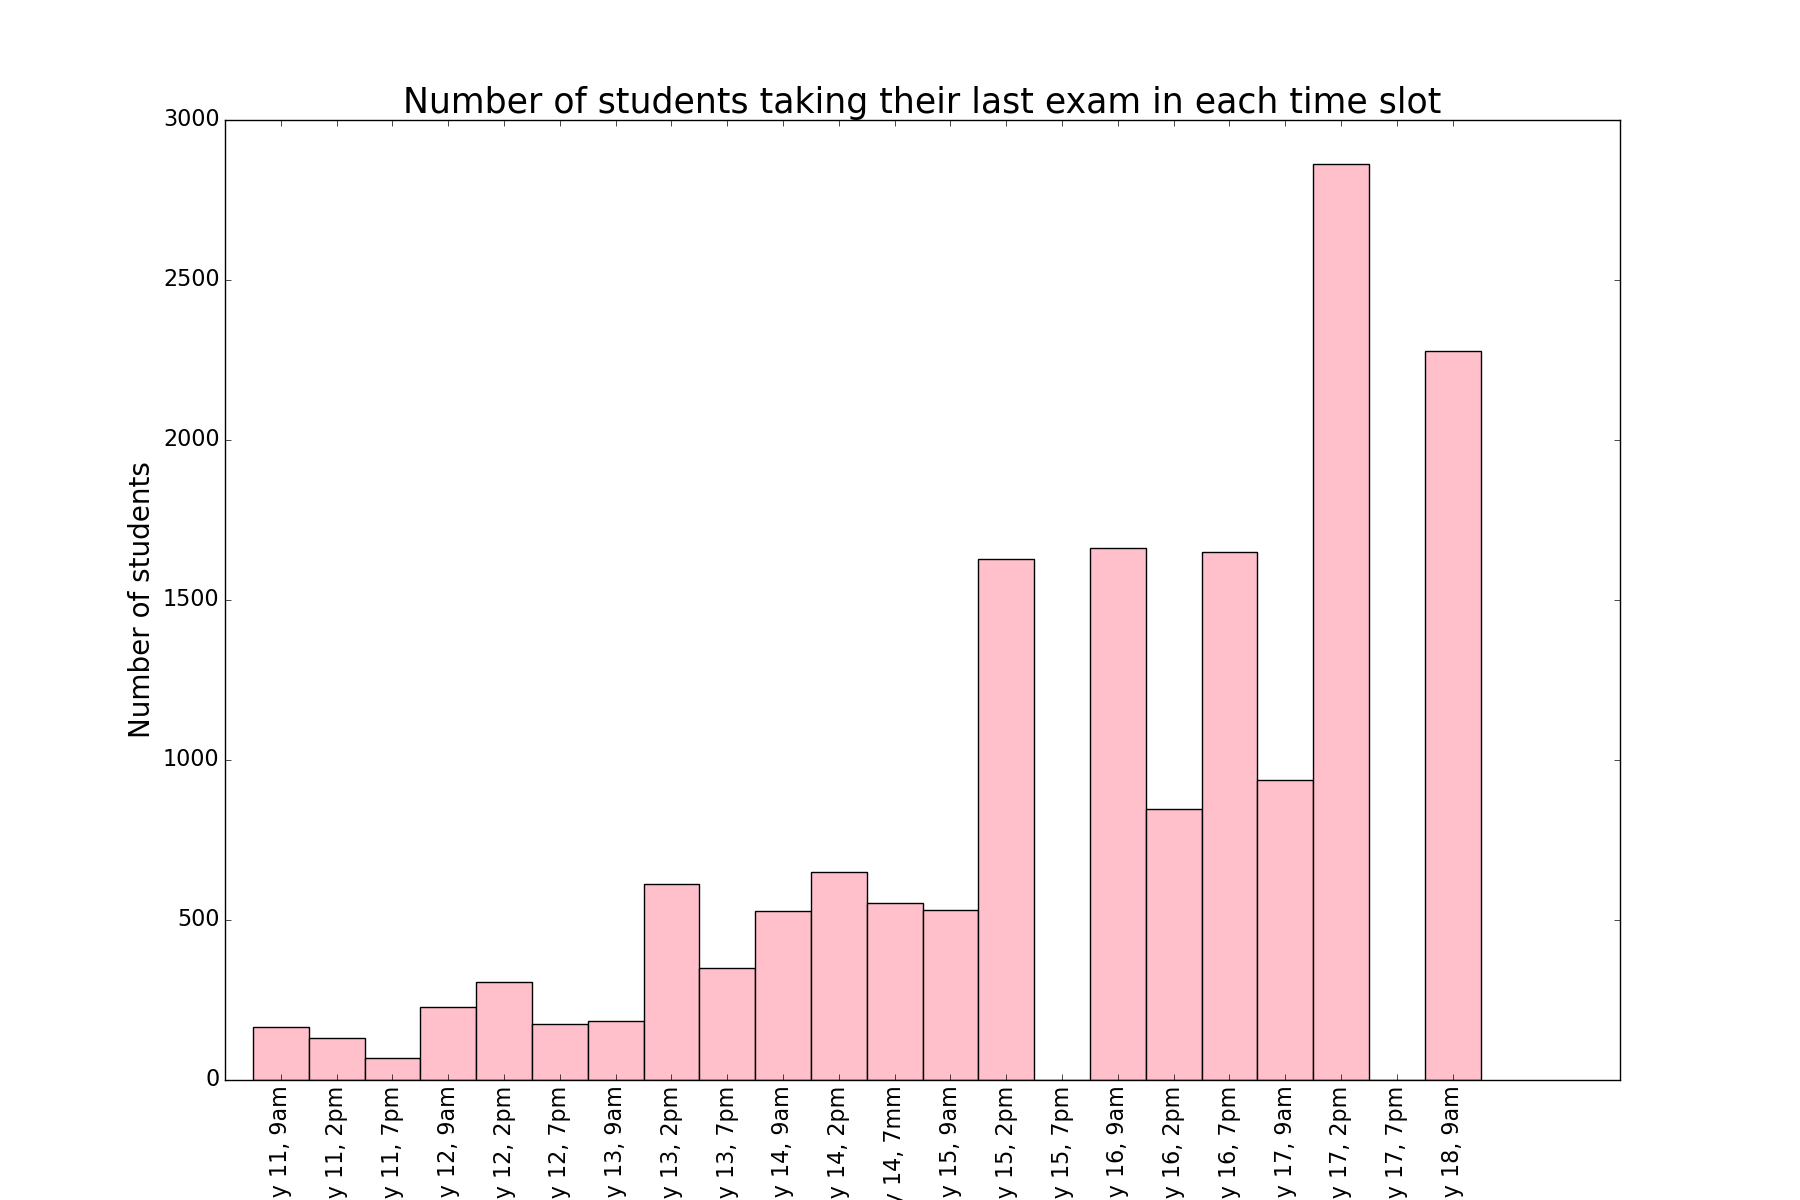 Number of students taking their last exam in each time slot
Number of students
3000
2500
2000
1500
1000
500
0
y 11, 9am
y 11, 2pm
y 11, 7pm
y 12, 9am
y 12, 2pm
y 12, 7pm
y 13, 9am
y 13, 2pm
y 13, 7pm
y 14, 9am
y 14, 2pm
y 14, 7mm
y 15, 9am
y 15, 2pm
y 15, 7pm
y 16, 9am
y 16, 2pm
y 16, 7pm
y 17, 9am
y 17, 2pm
y 17, 7pm
y 18, 9am